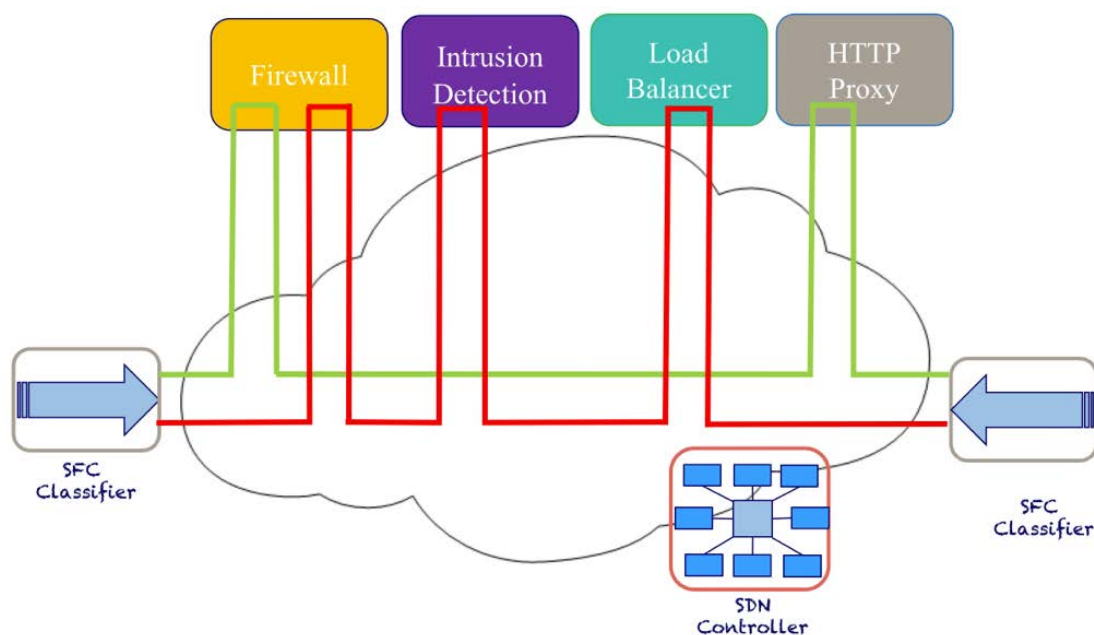 Firewall
Intrusion
Detection
Load
Balancer
HTTP
Proxy
SFC
Classifier
SFC
Classifier
SDN
Controller